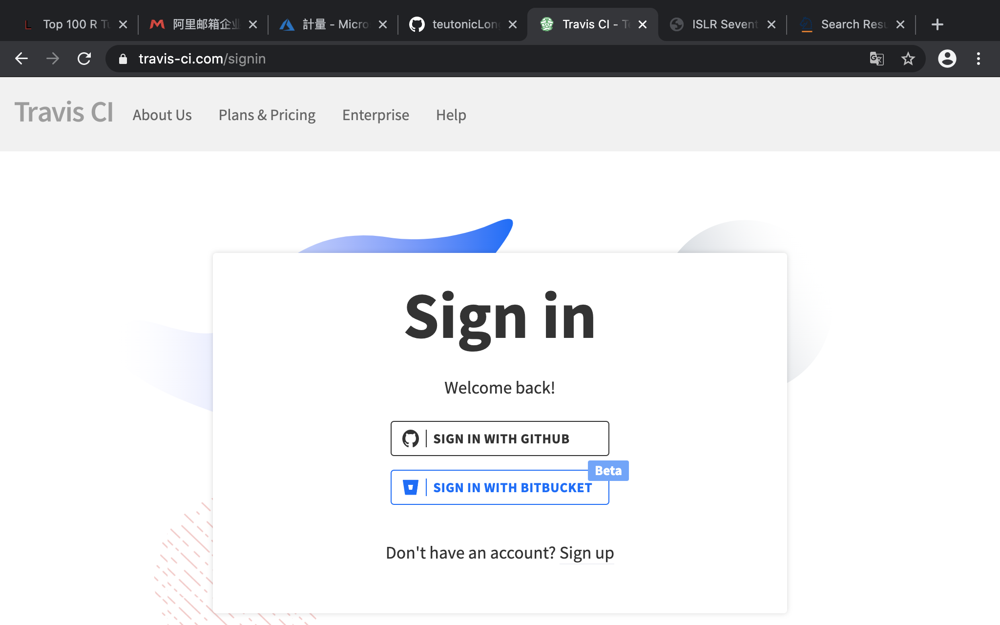 Top 100 R
阿里邮箱企业
計量 - Micro
teutonicLon
Travis CI - T
ISLR Sevent
Search Resu
travis-ci.com/signin
Travis CI
About Us
Plans & Pricing
Enterprise
Help
Sign in
Welcome back!
SIGN IN WITH GITHUB
Beta
SIGN IN WITH BITBUCKET
Don't have an account? Sign up